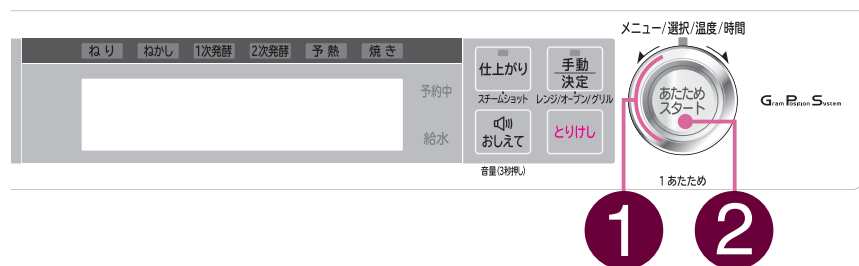 メニュー/選択/温度/時間
ねり ねかし 1次発酵 2次発酵 予熱 焼き
予約中
給水
仕上がり
スチームショット
手動
決定
レンジ/オーブン/グリル
おしえて
音量(3秒押し)
とりけし
あたため
スタート
1あたため
Gram Position System
1
2